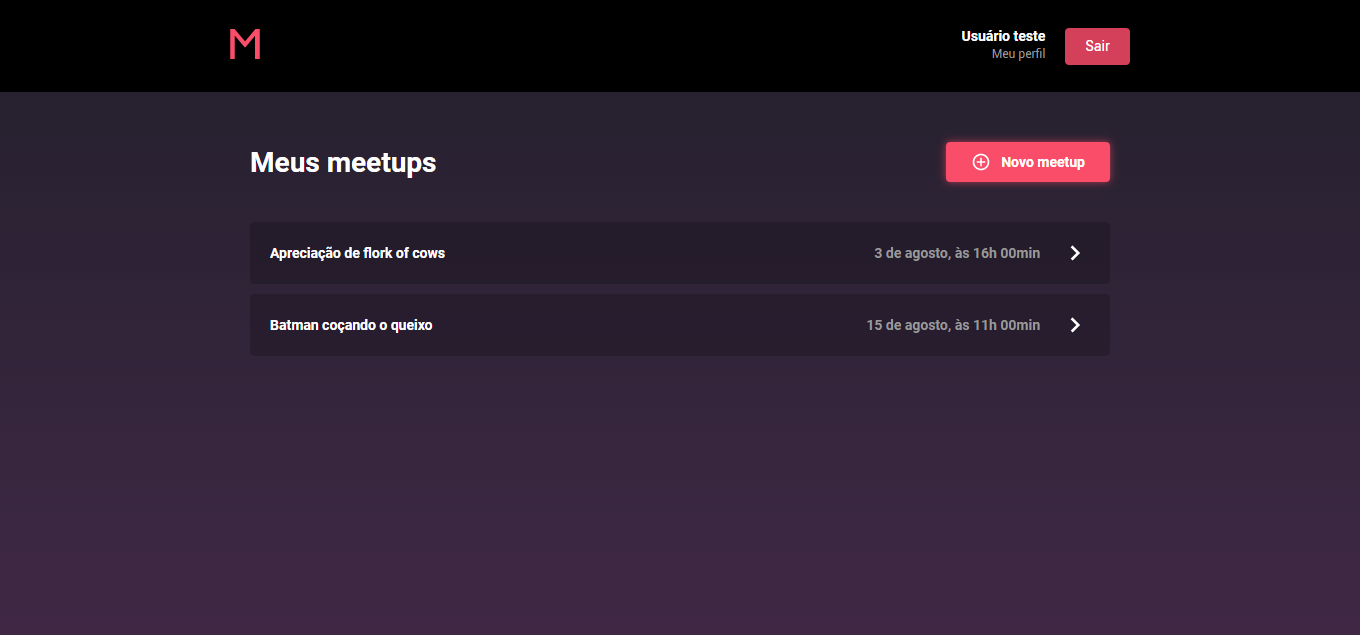 M
Usuário teste
Meu perfil
Sair
Meus meetups
Novo meetup
Apreciação de flork of cows
3 de agosto, às 16h 00min
Batman coçando o queixo
15 de agosto, às 11h 00min